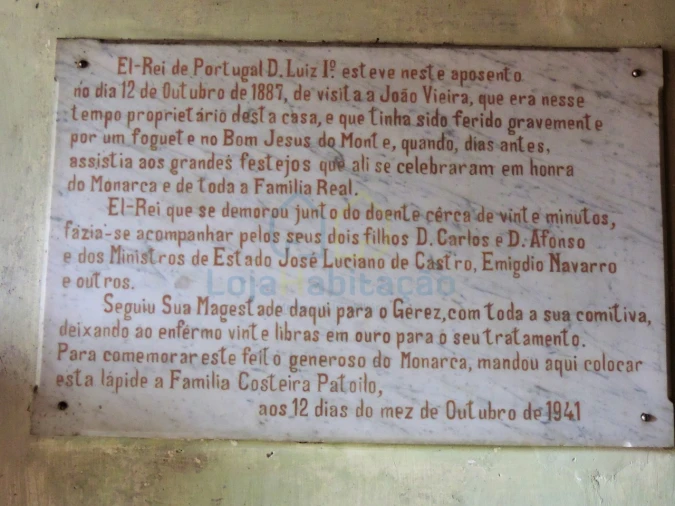 El-Rei de Portugal D. Luiz Iº. esteve neste aposento
no dia 12 de Outubro de 1887, de visita a João Vieira, que era nesse
tempo proprietário desta casa, e que tinha sido ferido gravemente
por um foguete no Bom Jesus do Monte, quando, dias antes,
assistia aos grandes festejos que ali se celebraram em honra
do Monarca e de toda a Familia Real.
El-Rei que se demorou junto do doente cêrca de vinte minutos,
fazia-se acompanhar pelos seus dois filhos D. Carlos e D. Afonso
e dos Ministros de Estado José Luciano de Castro, Emigdio Navarro
e outros.
LojaHabitação
Seguiu Sua Magestade daqui para o Gerez, com toda a sua comitiva,
deixando ao enfêrmo vinte libras em ouro para o seu tratamento.
Para comemorar este feito generoso do Monarca, mandou aqui colocar
esta lápide a Familia Costeira Patoilo,
aos 12 dias do mez de Outubro de 1941